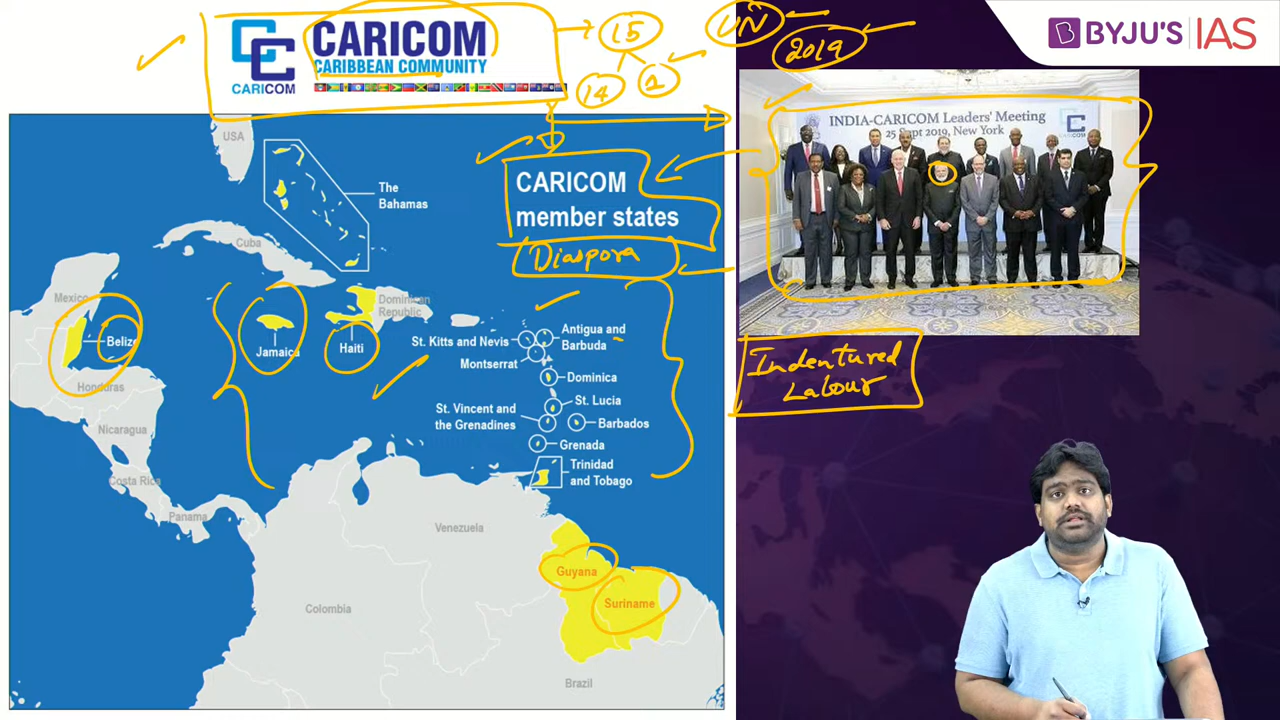 CARICOM
CARIBBEAN COMMUNITY
CARICOM
15
14
1
UN
2019
BYJU'S IAS
INDIA-CARICOM Leaders' Meeting
25 Sept 2019, New York
CARICOM
CARICOM
member states
Diaspora
USA
The
Bahamas
Cuba
Mexico
Dominican
Republic
Belize
Jamaica
Haiti
St. Kitts and Nevis
Antigua and
Barbuda
Montserrat
Honduras
Dominica
St. Lucia
Nicaragua
St. Vincent and
the Grenadines
Barbados
Grenada
Costa Rica
Trinidad
and Tobago
Panama
Venezuela
Guyana
Suriname
Colombia
Brazil
Indentured
Labour